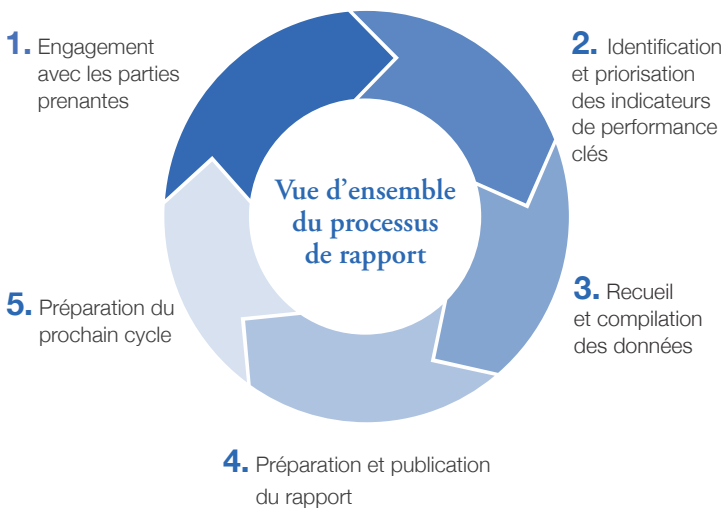 1. Engagement
avec les parties
prenantes
2. Identification
et priorisation
des indicateurs
de performance
clés
Vue d’ensemble
du processus
de rapport
3. Recueil
et compilation
des données
4. Préparation et publication
du rapport
5. Préparation du
prochain cycle